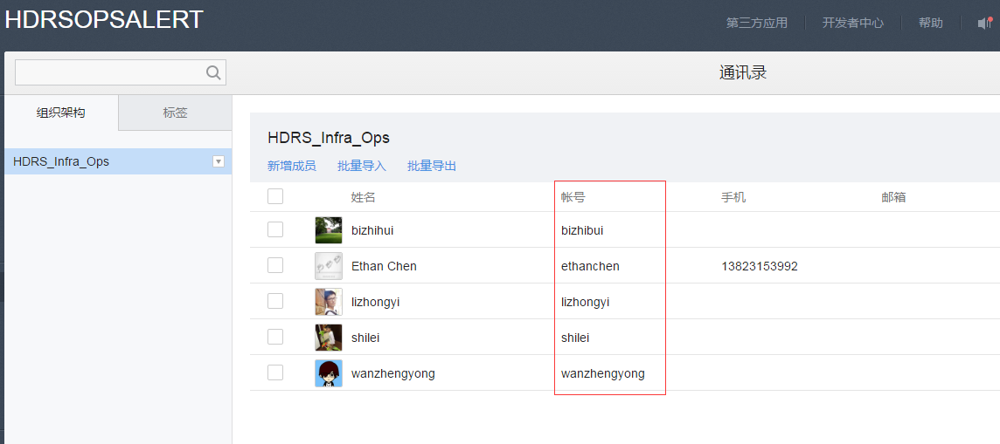 HDRSOPSALERT
第三方应用 开发者中心 帮助
通讯录
组织架构 标签
HDRS_Infra_Ops
HDRS_Infra_Ops
新增成员 批量导入 批量导出
姓名 帐号 手机 邮箱
bizhihui bizhibui
Ethan Chen ethanchen 13823153992
lizhongyi lizhongyi
shilei shilei
wanzhengyong wanzhengyong